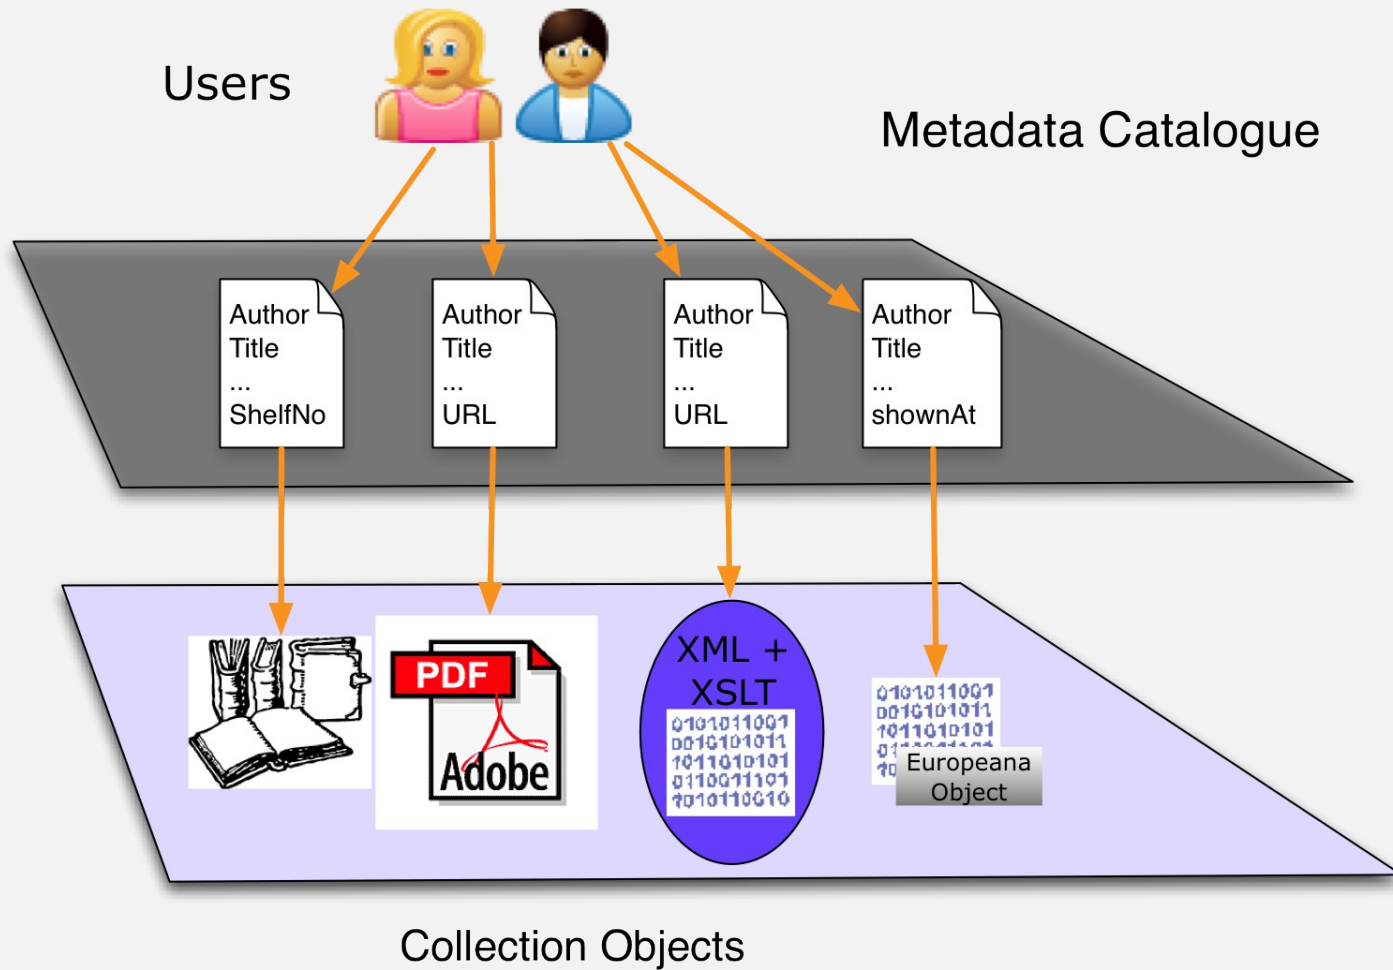 Users
Metadata Catalogue
Author
Title
...
ShelfNo
Author
Title
...
URL
Author
Title
...
URL
Author
Title
...
shownAt
PDF
Adobe
XML +
XSLT
0101011001
0010101011
1011010101
0110011101
1010110010
0101011001
0010101011
1011010101
Europeana
Object
Collection Objects